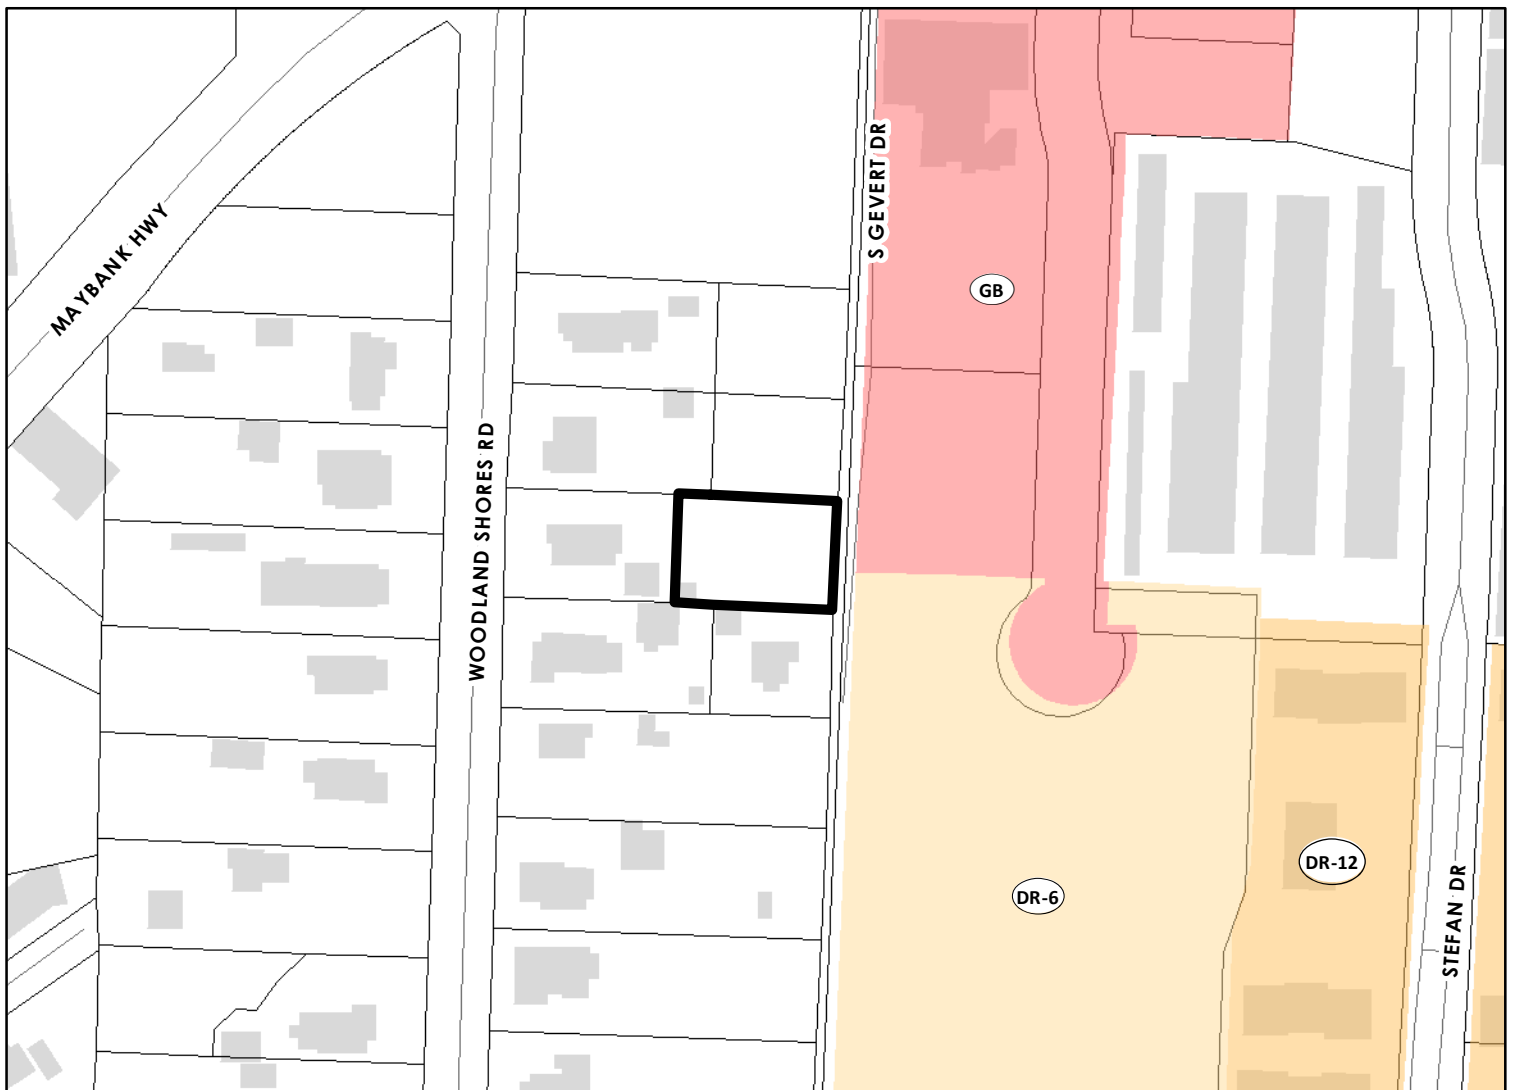 MAYBANK HWY
S GEVERT DR
GB
WOODLAND SHORES RD
DR-12
DR-6
STEFAN DR